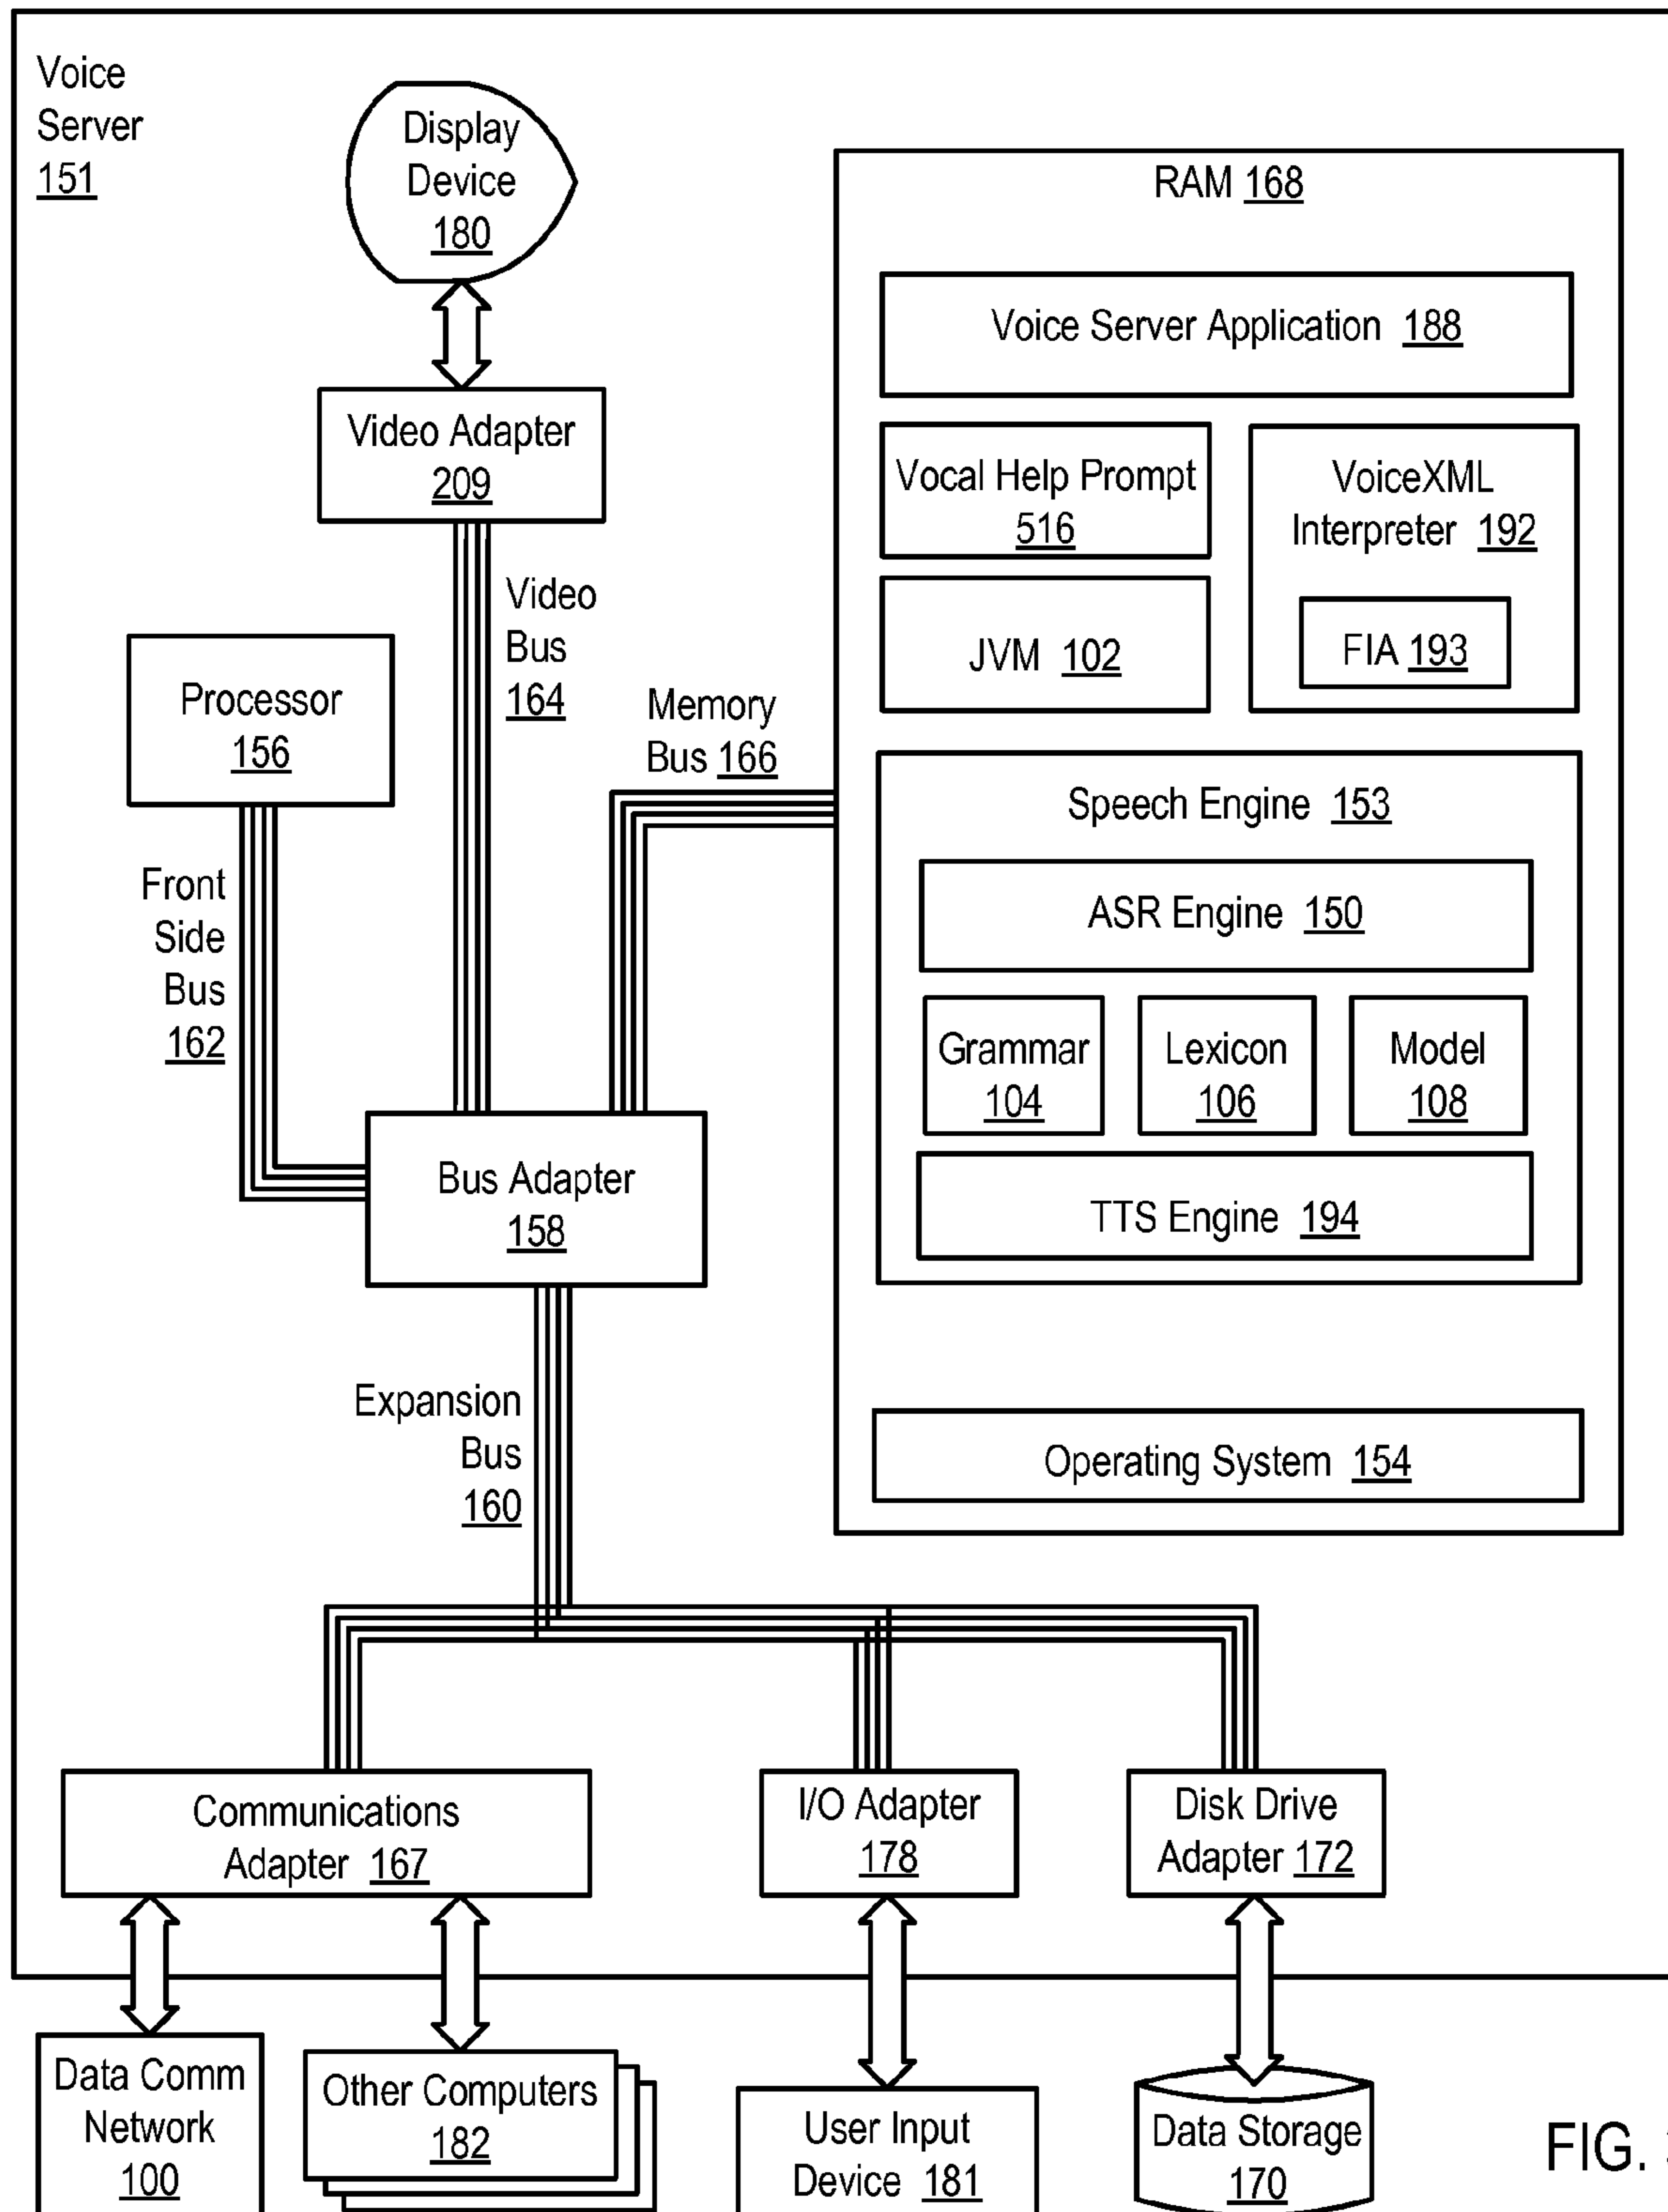 Voice
Server
151
Display
Device
180
RAM 168
Voice Server Application 188
Video Adapter
209
Vocal Help Prompt
516
VoiceXML
Interpreter 192
FIA 193
JVM 102
Video
Bus
164
Processor
156
Memory
Bus 166
Speech Engine 153
Front
Side
Bus
162
ASR Engine 150
Grammar
104
Lexicon
106
Model
108
Bus Adapter
158
TTS Engine 194
Expansion
Bus
160
Operating System 154
Communications
Adapter 167
I/O Adapter
178
Disk Drive
Adapter 172
Data Comm
Network
100
Other Computers
182
User Input
Device 181
Data Storage
170
FIG.